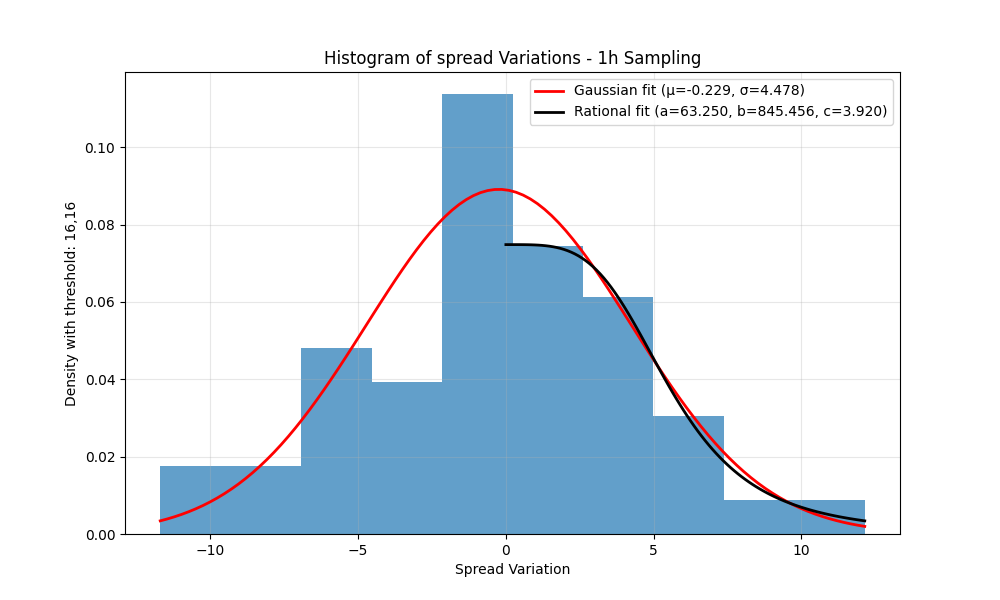 Histogram of spread Variations - 1h Sampling
Gaussian fit (μ=-0.229, σ=4.478)
Rational fit (a=63.250, b=845.456, c=3.920)
Density with threshold: 16,16
0.10
0.08
0.06
0.04
0.02
0.00
−10
−5
0
5
10
Spread Variation